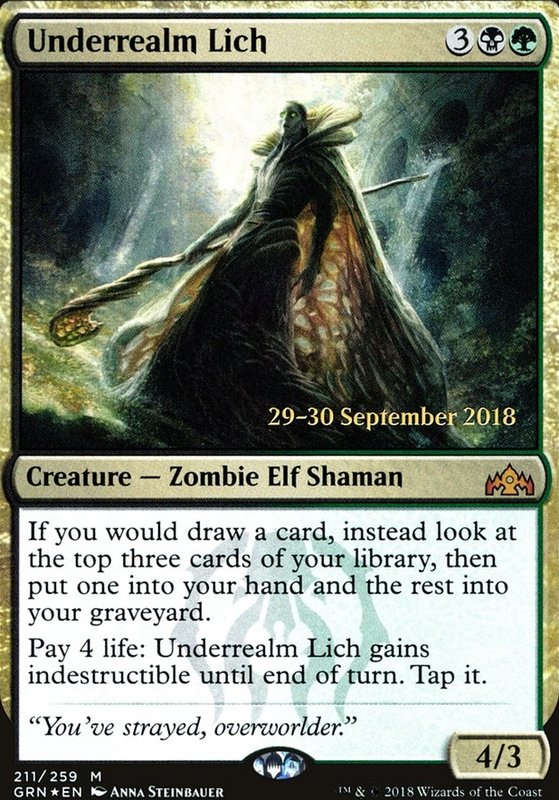 Underrealm Lich 3
29–30 September 2018
Creature — Zombie Elf Shaman
If you would draw a card, instead look at
the top three cards of your library, then
put one into your hand and the rest into
your graveyard.
Pay 4 life: Underrealm Lich gains
indestructible until end of turn. Tap it.
“You’ve strayed, overworlder.”
4/3
211/259 M
GRN★EN Anna Steinbauer
™ & © 2018 Wizards of the Coast